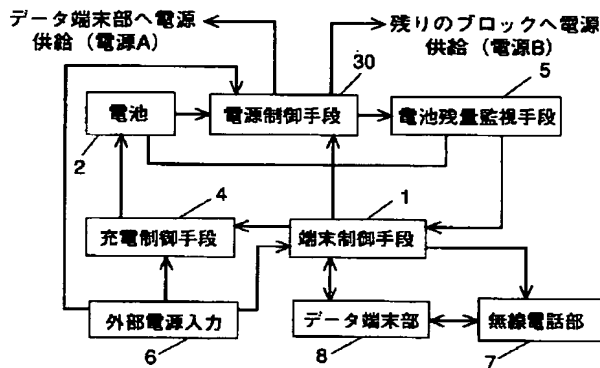 データ端末部へ電源
供給（電源A）
残りのブロックへ電源
供給（電源B）
30
5
電池
電源制御手段
電池残量監視手段
2
4
1
充電制御手段
端末制御手段
外部電源入力
データ端末部
無線電話部
6
8
7